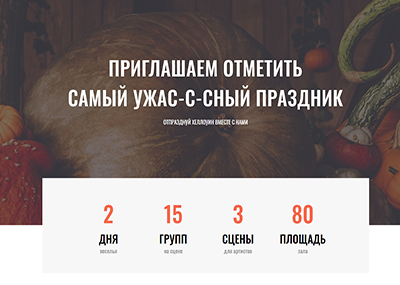 ПРИГЛАШАЕМ ОТМЕТИТЬ
САМЫЙ УЖАС-С-СНЫЙ ПРАЗДНИК
ОТПРАЗДНУЙ ХЕЛЛОУИН ВМЕСТЕ С НАМИ
2 15 3 80
ДНЯ ГРУПП СЦЕНЫ ПЛОЩАДЬ
веселья на сцене для артистов зала